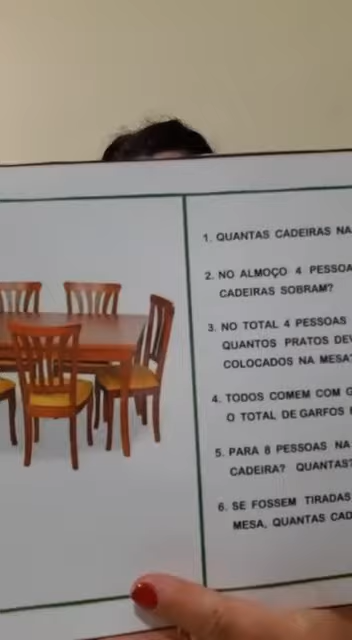 1. QUANTAS CADEIRAS NA
2. NO ALMOÇO 4 PESSOA
CADEIRAS SOBRAM?
3. NO TOTAL 4 PESSOAS
QUANTOS PRATOS DEV
COLOCADOS NA MESA?
4. TODOS COMEM COM G
O TOTAL DE GARFOS
5. PARA 8 PESSOAS NA
CADEIRA? QUANTAS?
6. SE FOSSEM TIRADAS
MESA, QUANTAS CAD